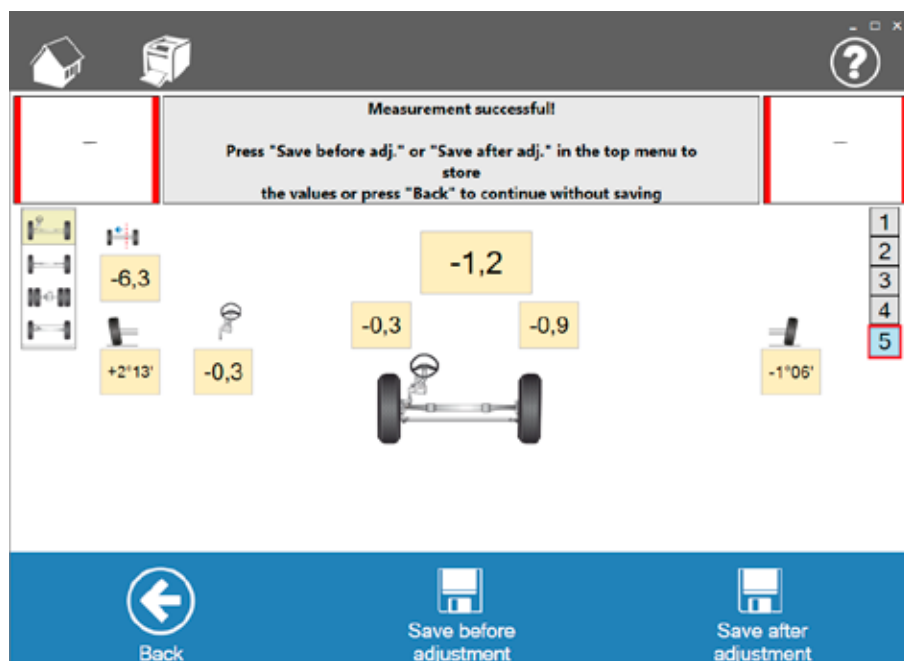 Measurement successful!
Press "Save before adj." or "Save after adj." in the top menu to
store
the values or press "Back" to continue without saving
1
2
3
4
5
-1,2
-6,3
-0,3
-0,9
+2°13'
-0,3
-1°06'
Back
Save before
adjustment
Save after
adjustment